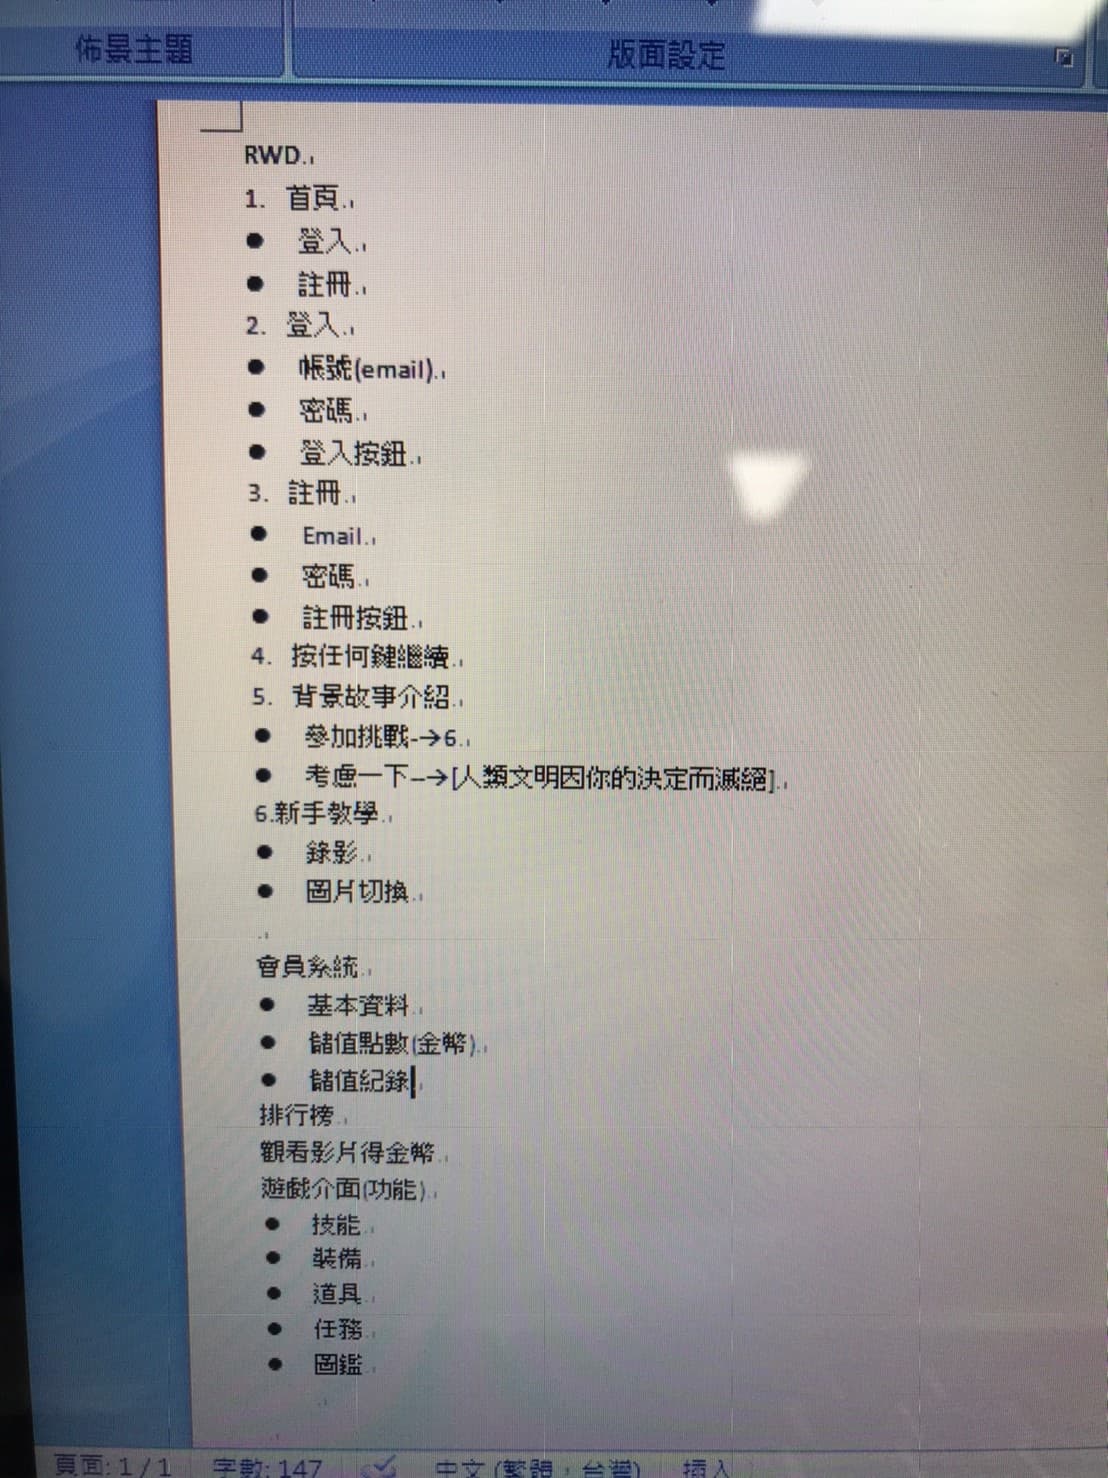 佈景主題
版面設定
RWD
1. 首頁
● 登入
● 註冊
2. 登入
● 帳號(email)
● 密碼
● 登入按鈕
3. 註冊
● Email
● 密碼
● 註冊按鈕
4. 按任何鍵繼續
5. 背景故事介紹
● 參加挑戰-→6
● 考慮一下–→[人類文明因你的決定而滅絕]
6.新手教學
● 錄影
● 圖片切換
會員系統
● 基本資料
● 儲值點數(金幣)
● 儲值紀錄
排行榜
觀看影片得金幣
遊戲介面(功能)
● 技能
● 裝備
● 道具
● 任務
● 圖鑑
頁面: 1 / 1 字數: 147 中文 (繁體，台灣) 插入